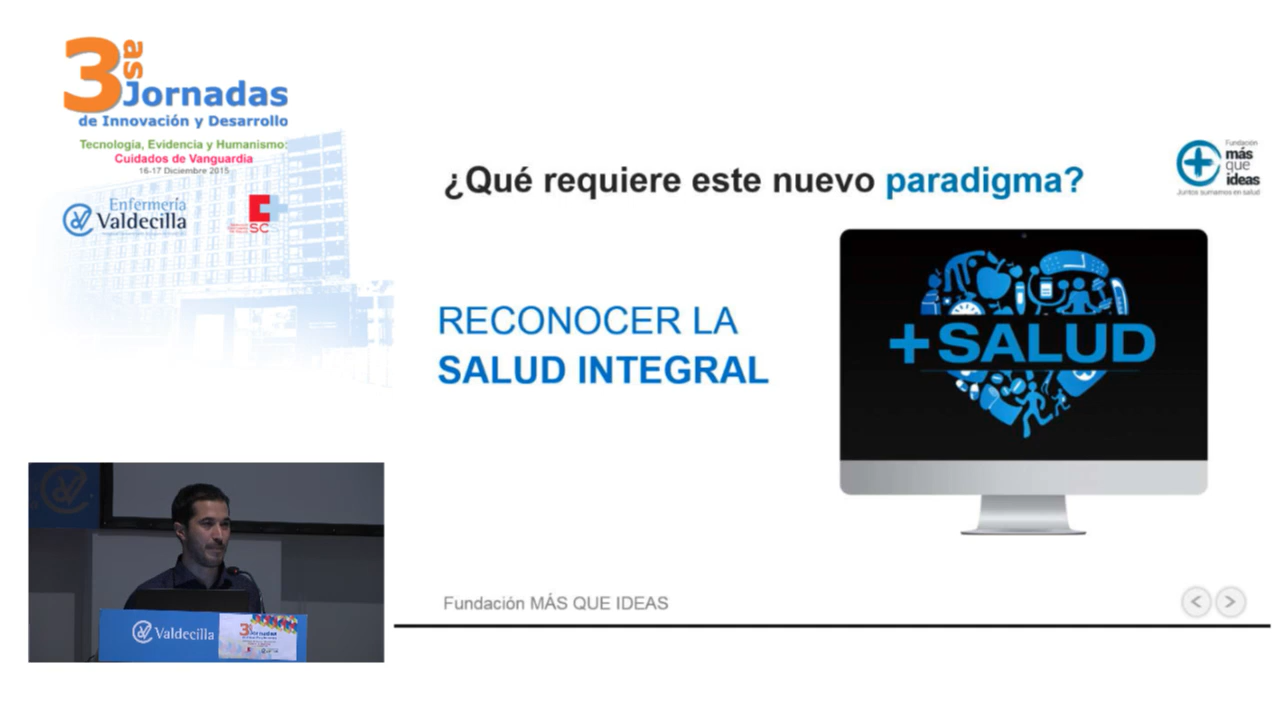 3as Jornadas
de Innovación y Desarrollo
Tecnología, Evidencia y Humanismo:
Cuidados de Vanguardia
16-17 Diciembre 2015
Enfermería
Valdecilla
SC
¿Qué requiere este nuevo paradigma?
Fundación
más
que
ideas
Juntos sumamos en salud
RECONOCER LA
SALUD INTEGRAL
+SALUD
Valdecilla
3as Jornadas
Fundación MÁS QUE IDEAS